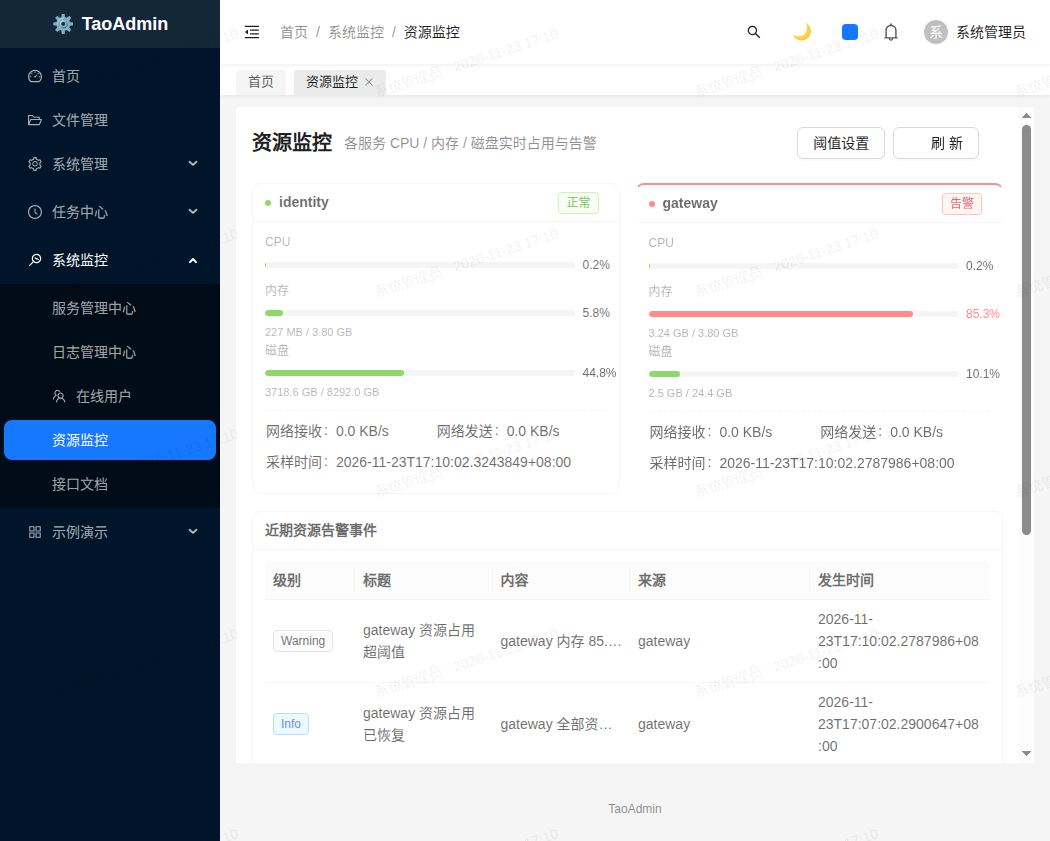 TaoAdmin
首页
文件管理
系统管理
任务中心
系统监控
服务管理中心
日志管理中心
在线用户
资源监控
接口文档
示例演示
首页 / 系统监控 / 资源监控
系 系统管理员
首页 资源监控
资源监控 各服务 CPU / 内存 / 磁盘实时占用与告警
阈值设置 刷 新
identity 正常
CPU
0.2%
内存
5.8%
227 MB / 3.80 GB
磁盘
44.8%
3718.6 GB / 8292.0 GB
网络接收: 0.0 KB/s 网络发送: 0.0 KB/s
采样时间: 2026-11-23T17:10:02.3243849+08:00
gateway 告警
CPU
0.2%
内存
85.3%
3.24 GB / 3.80 GB
磁盘
10.1%
2.5 GB / 24.4 GB
网络接收: 0.0 KB/s 网络发送: 0.0 KB/s
采样时间: 2026-11-23T17:10:02.2787986+08:00
近期资源告警事件
级别 标题 内容 来源 发生时间
Warning
gateway 资源占用
超阈值
gateway 内存 85....
gateway
2026-11-
23T17:10:02.2787986+08
:00
Info
gateway 资源占用
已恢复
gateway 全部资...
gateway
2026-11-
23T17:07:02.2900647+08
:00
TaoAdmin
系统管理员 2026-11-23 17:10